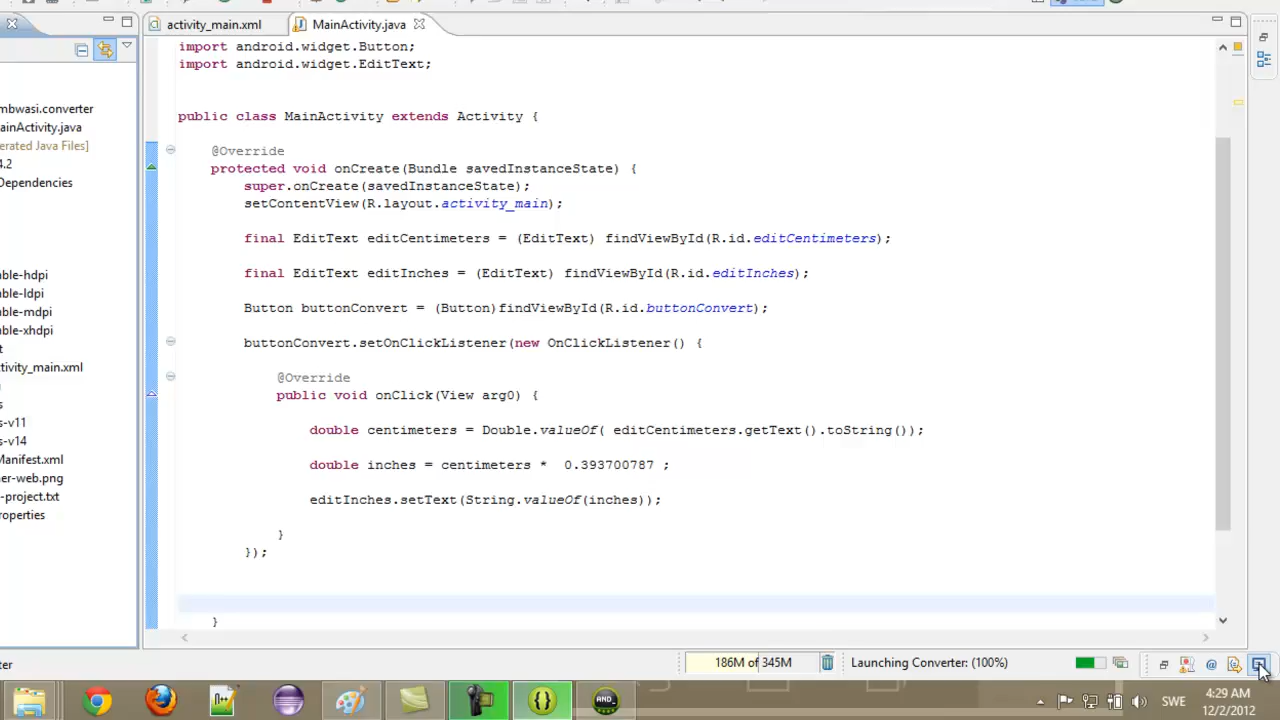 activity_main.xml
MainActivity.java
import android.widget.Button;
import android.widget.EditText;
mbwasi.converter
ainActivity.java
erated Java Files]
4.2
Dependencies
ble-hdpi
ble-ldpi
ble-mdpi
ble-xhdpi
t
tivity_main.xml
s
s-v11
s-v14
Manifest.xml
her-web.png
-project.txt
roperties
public class MainActivity extends Activity {
@Override
protected void onCreate(Bundle savedInstanceState) {
super.onCreate(savedInstanceState);
setContentView(R.layout.activity_main);
final EditText editCentimeters = (EditText) findViewById(R.id.editCentimeters);
final EditText editInches = (EditText) findViewById(R.id.editInches);
Button buttonConvert = (Button)findViewById(R.id.buttonConvert);
buttonConvert.setOnClickListener(new OnClickListener() {
@Override
public void onClick(View arg0) {
double centimeters = Double.valueOf( editCentimeters.getText().toString());
double inches = centimeters *  0.393700787 ;
editInches.setText(String.valueOf(inches));
}
});
}
ter
186M of 345M
Launching Converter: (100%)
AND_
SWE
4:29 AM
12/2/2012